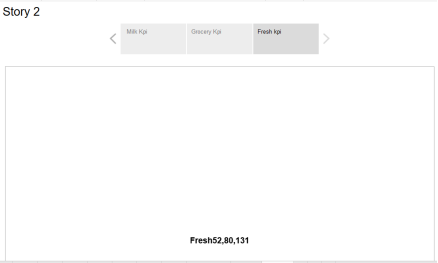 Story 2
Milk Kpi
Grocery Kpi
Fresh kpi
Fresh52,80,131